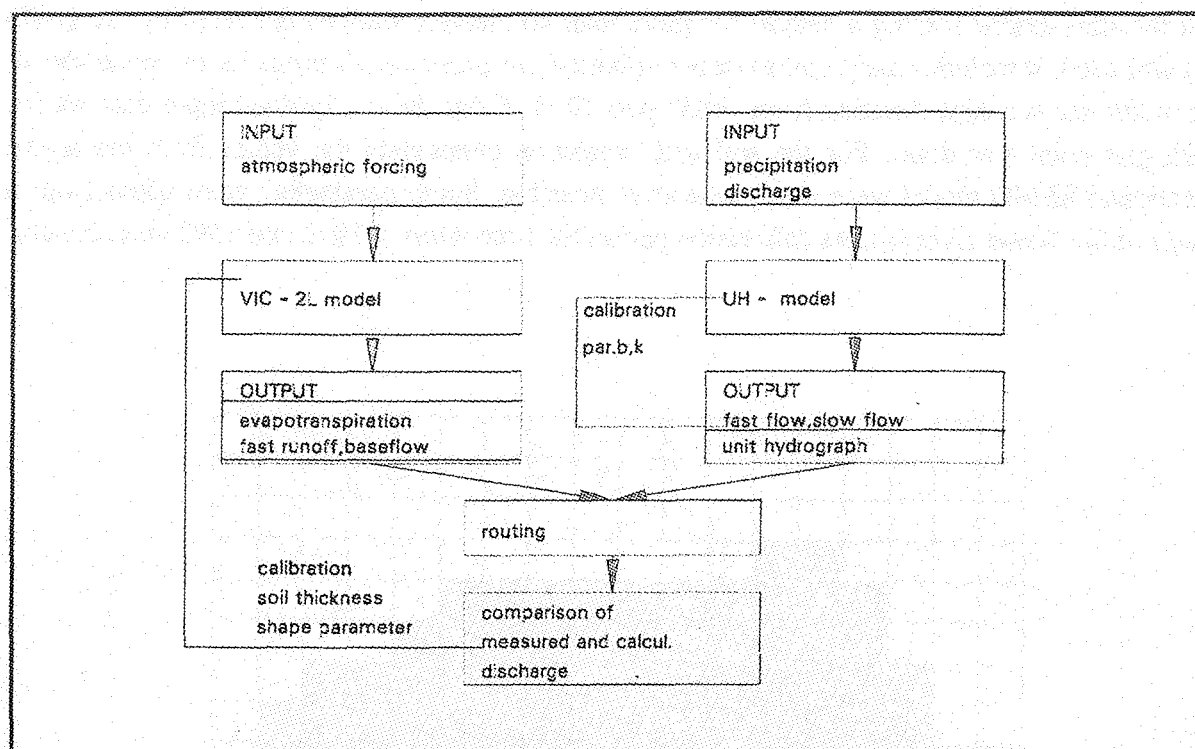 INPUT
atmospheric forcing
INPUT
precipitation
discharge
VIC - 2L model
calibration
par.b,k
UH - model
OUTPUT
evapotranspiration
fast runoff,baseflow
OUTPUT
fast flow,slow flow
unit hydrograph
routing
calibration
soil thickness
shape parameter
comparison of
measured and calcul.
discharge